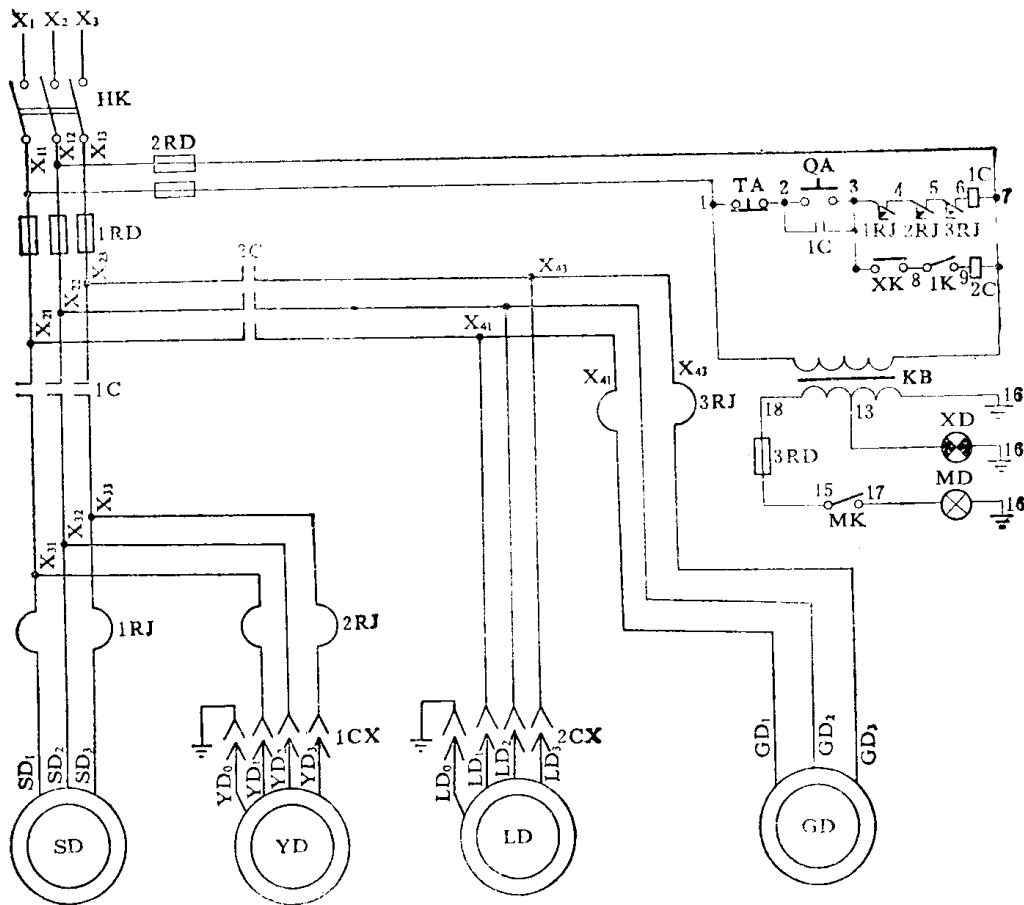 X₁ X₂ X₃
HK
X₁₁ X₁₂ X₁₃
2RD
1RD
TA QA
1 2 3 4 5 6 1C 7
1C 1RJ 2RJ 3RJ
XK 8 1K 9 2C
X₂₁ X₂₂ X₂₃
2C
X₄₃
X₄₁
1C
X₄₁ X₄₃
3RJ
KB
18 13 16
XD
16
3RD
MD
15 17
MK
16
X₃₁ X₃₂ X₃₃
1RJ
2RJ
1CX
2CX
SD₁ SD₂ SD₃
YD₀ YD₁ YD₂ YD₃
LD₀ LD₁ LD₂ LD₃
GD₁ GD₂ GD₃
SD
YD
LD
GD